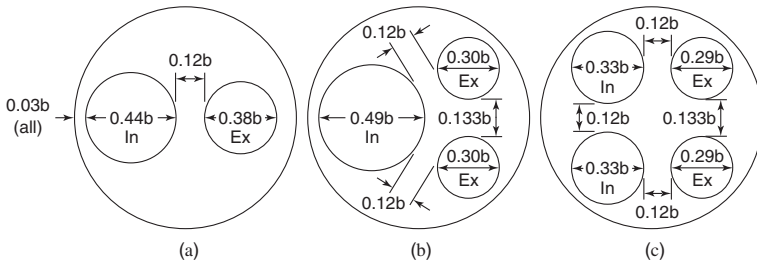 0.03b
(all)
0.12b
0.44b
In
0.38b
Ex
(a)
0.12b
0.30b
Ex
0.49b
In
0.133b
0.30b
Ex
0.12b
(b)
0.12b
0.33b
In
0.29b
Ex
0.12b
0.133b
0.33b
In
0.29b
Ex
0.12b
(c)